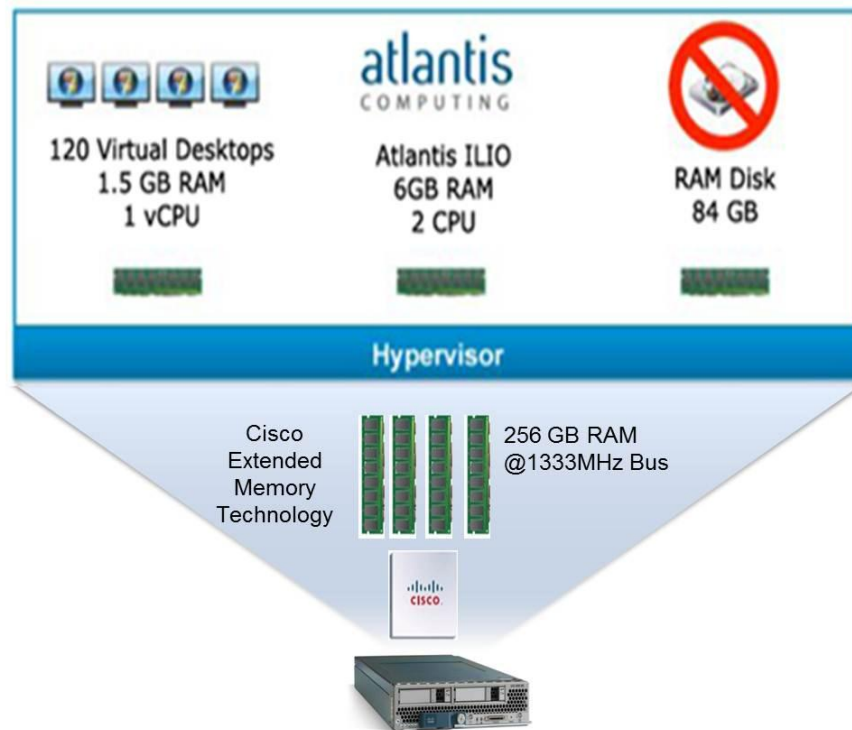 120 Virtual Desktops
1.5 GB RAM
1 vCPU
atlantis
COMPUTING
Atlantis ILIO
6GB RAM
2 CPU
RAM Disk
84 GB
Hypervisor
Cisco
Extended
Memory
Technology
256 GB RAM
@1333MHz Bus
CISCO